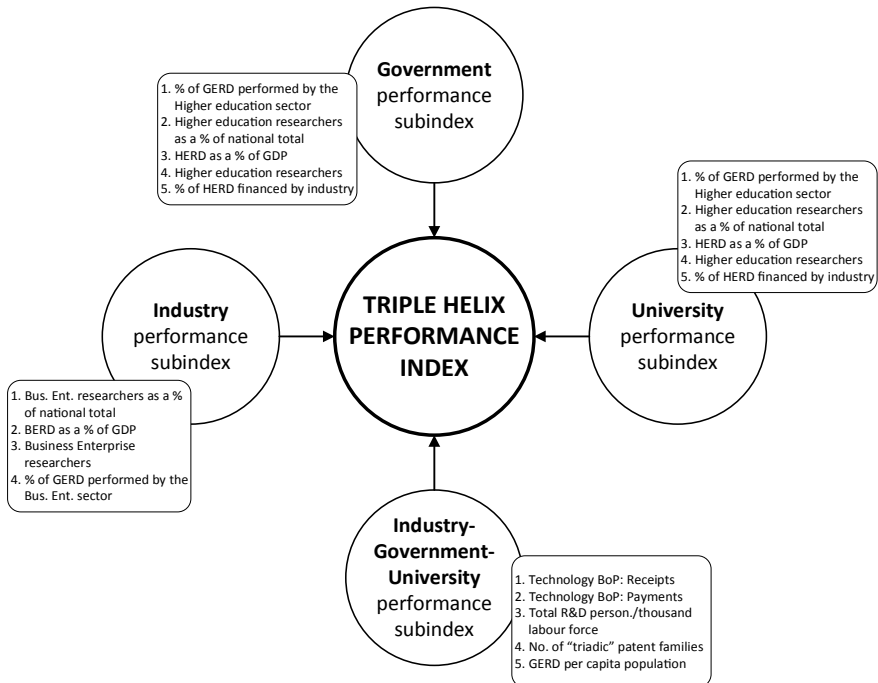 Government
performance
subindex
1. % of GERD performed by the
Higher education sector
2. Higher education researchers
as a % of national total
3. HERD as a % of GDP
4. Higher education researchers
5. % of HERD financed by industry
1. % of GERD performed by the
Higher education sector
2. Higher education researchers
as a % of national total
3. HERD as a % of GDP
4. Higher education researchers
5. % of HERD financed by industry
Industry
performance
subindex
TRIPLE HELIX
PERFORMANCE
INDEX
University
performance
subindex
1. Bus. Ent. researchers as a %
of national total
2. BERD as a % of GDP
3. Business Enterprise
researchers
4. % of GERD performed by the
Bus. Ent. sector
Industry-
Government-
University
performance
subindex
1. Technology BoP: Receipts
2. Technology BoP: Payments
3. Total R&D person./thousand
labour force
4. No. of “triadic” patent families
5. GERD per capita population